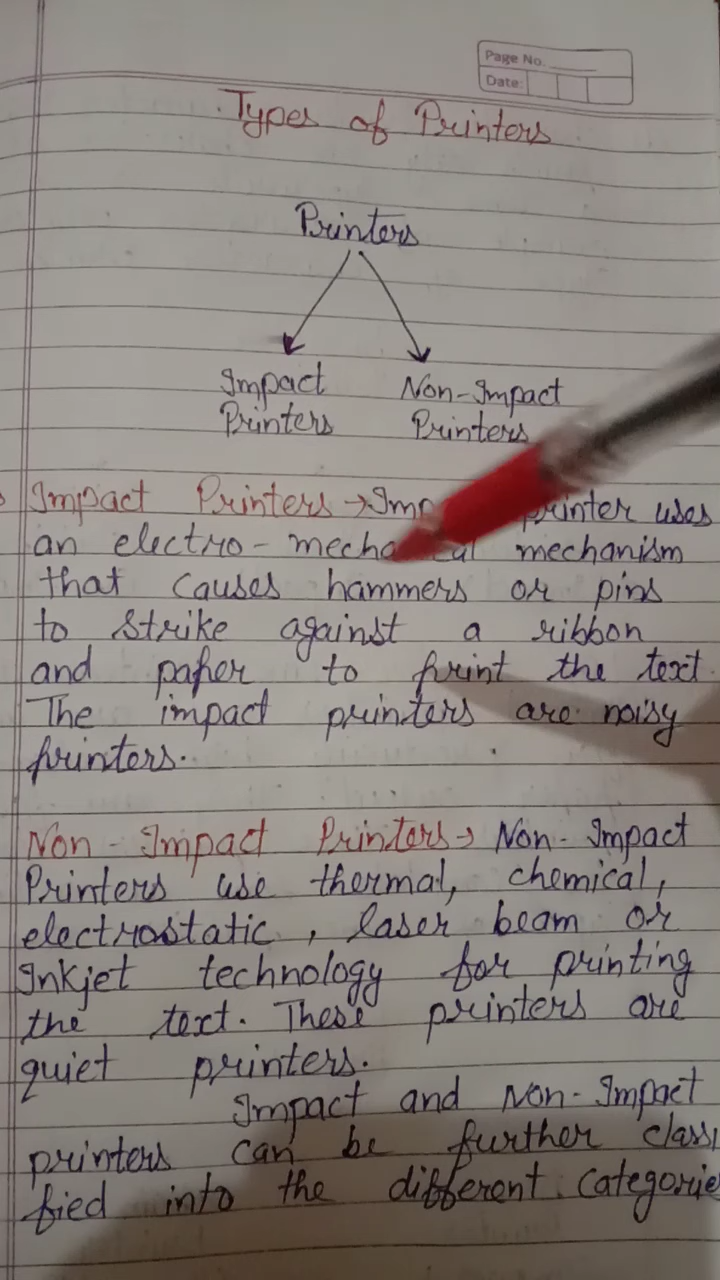 Page No.
Date:
Types of Printers
Printers
Impact Non-Impact
Printers Printers
Impact Printers → Imp printer uses
an electro-mechanical mechanism
that causes hammers or pins
to strike against a ribbon
and paper to print the text.
The impact printers are noisy
printers.
Non-Impact Printers → Non-Impact
Printers use thermal, chemical,
electrostatic, laser beam or
Inkjet technology for printing
the text. These printers are
quiet printers.
Impact and Non-Impact
printers can be further classi
fied into the different categorie